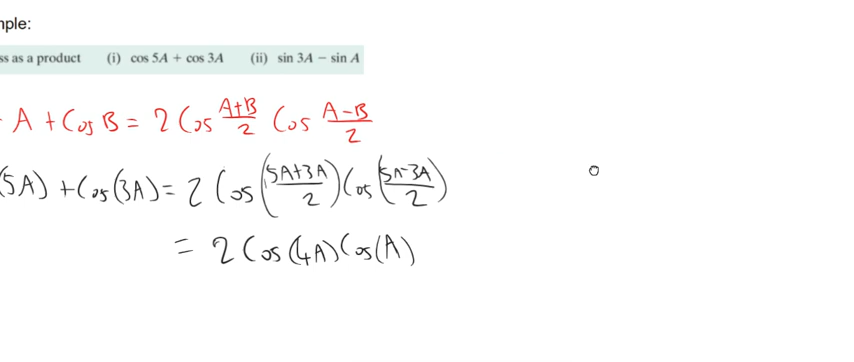 mple:
ss as a product (i) cos 5A + cos 3A (ii) sin 3A − sin A
A + Cos B = 2 Cos A+B/2 Cos A−B/2
(5A) + Cos(3A) = 2 Cos(5A+3A/2) Cos(5A−3A/2)
= 2 Cos(4A) Cos(A)